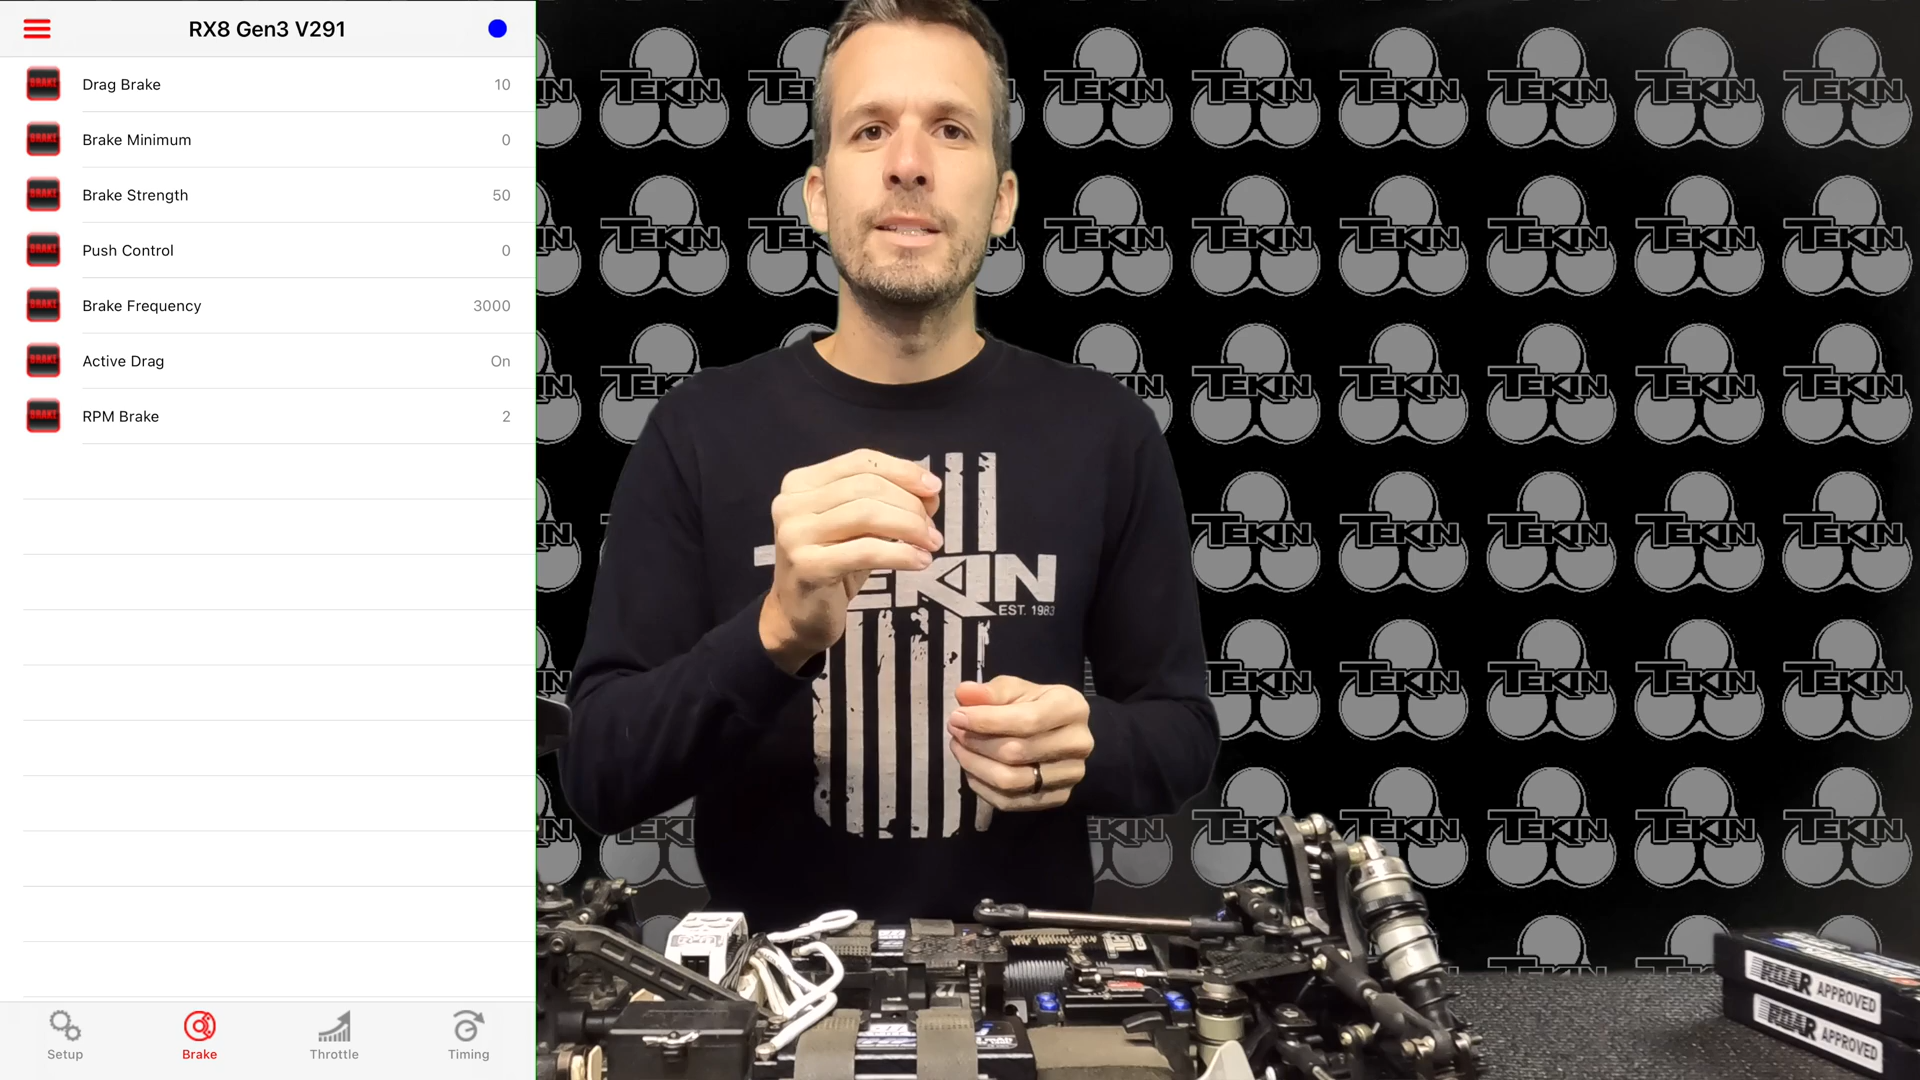 RX8 Gen3 V291
Drag Brake 10
Brake Minimum 0
Brake Strength 50
Push Control 0
Brake Frequency 3000
Active Drag On
RPM Brake 2
Setup
Brake
Throttle
Timing
TEKIN
EST. 1983
TEKIN
ROAR APPROVED
ROAR APPROVED